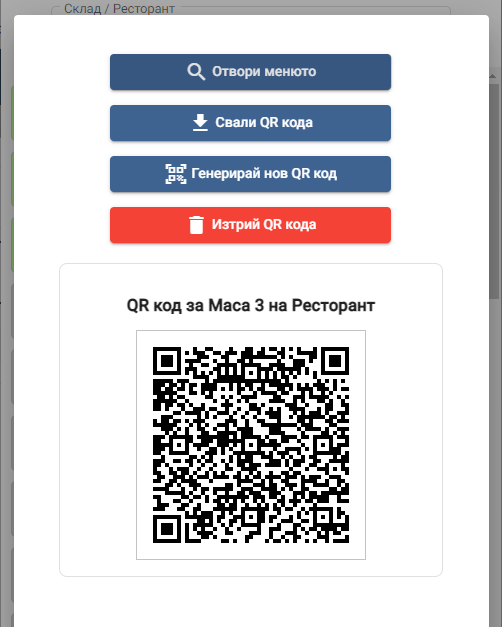 Склад / Ресторант
Отвори менюто
Свали QR кода
Генерирай нов QR код
Изтрий QR кода
QR код за Маса 3 на Ресторант